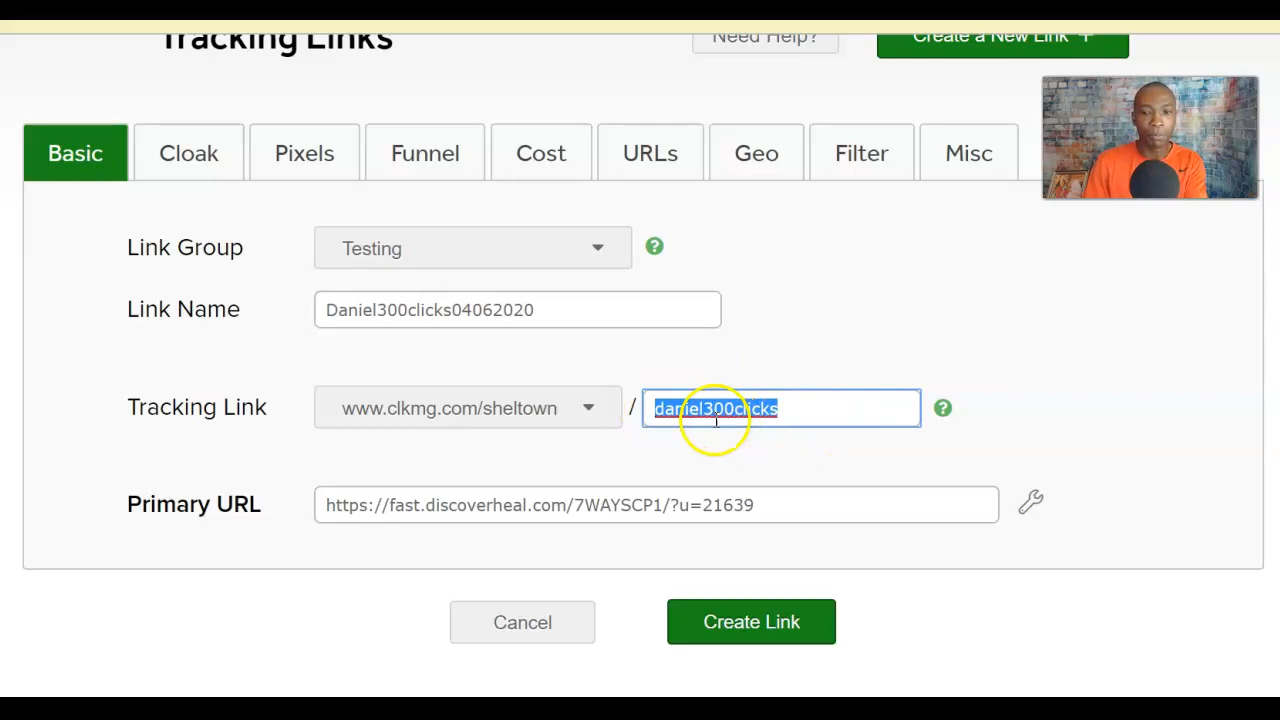 Tracking Links
Need Help?
Create a New Link +
Basic
Cloak
Pixels
Funnel
Cost
URLs
Geo
Filter
Misc
Link Group
Testing
?
Link Name
Daniel300clicks04062020
Tracking Link
www.clkmg.com/sheltown
/
daniel300clicks
?
Primary URL
https://fast.discoverheal.com/7WAYSCP1/?u=21639
Cancel
Create Link